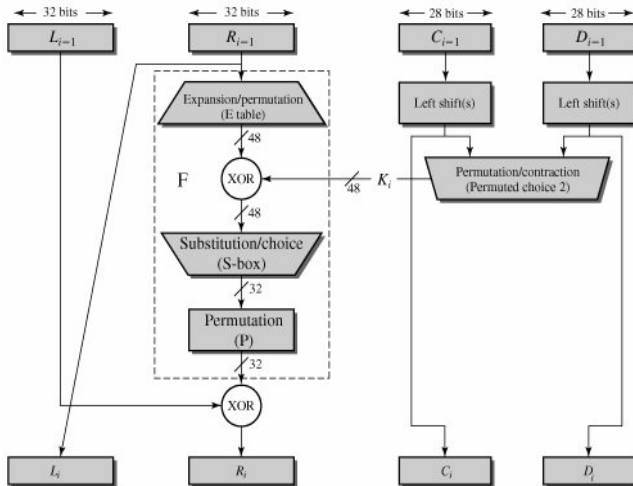 32 bits
32 bits
28 bits
28 bits
L_{i–1}
R_{i–1}
C_{i–1}
D_{i–1}
Expansion/permutation
(E table)
Left shift(s)
Left shift(s)
48
F
XOR
48
K_i
Permutation/contraction
(Permuted choice 2)
48
Substitution/choice
(S-box)
32
Permutation
(P)
32
XOR
L_i
R_i
C_i
D_i